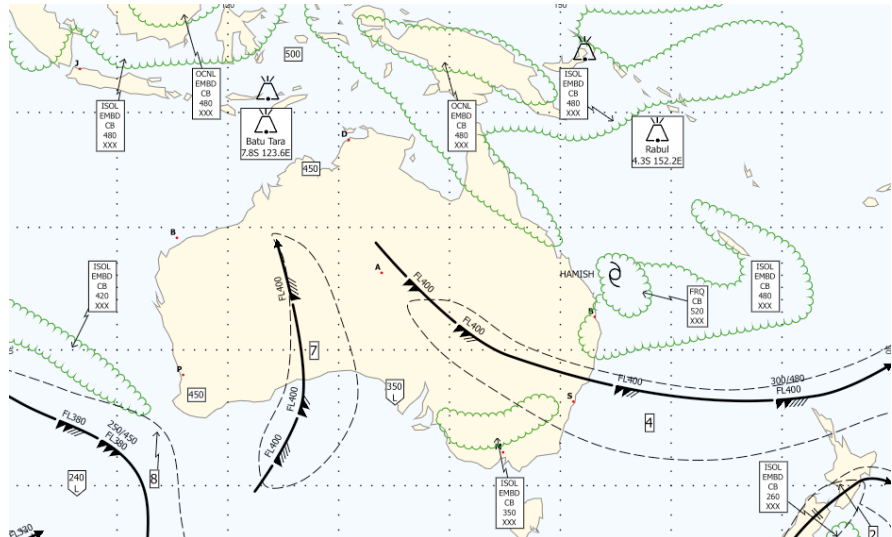 150
500
J
ISOL
EMBD
CB
480
XXX
OCNL
EMBD
CB
480
XXX
Batu Tara
7.8S 123.6E
D
450
OCNL
EMBD
CB
480
XXX
ISOL
EMBD
CB
480
XXX
Rabul
4.3S 152.2E
B
A
HAMISH
FRQ
CB
520
XXX
ISOL
EMBD
CB
480
XXX
B
ISOL
EMBD
CB
420
XXX
FL400
FL400
FL400
7
P
450
350
L
FL400
FL400
FL400
300/480
FL400
S
4
M
FL380
250/450
FL380
240
L
8
FL400
ISOL
EMBD
CB
350
XXX
ISOL
EMBD
CB
260
XXX
2